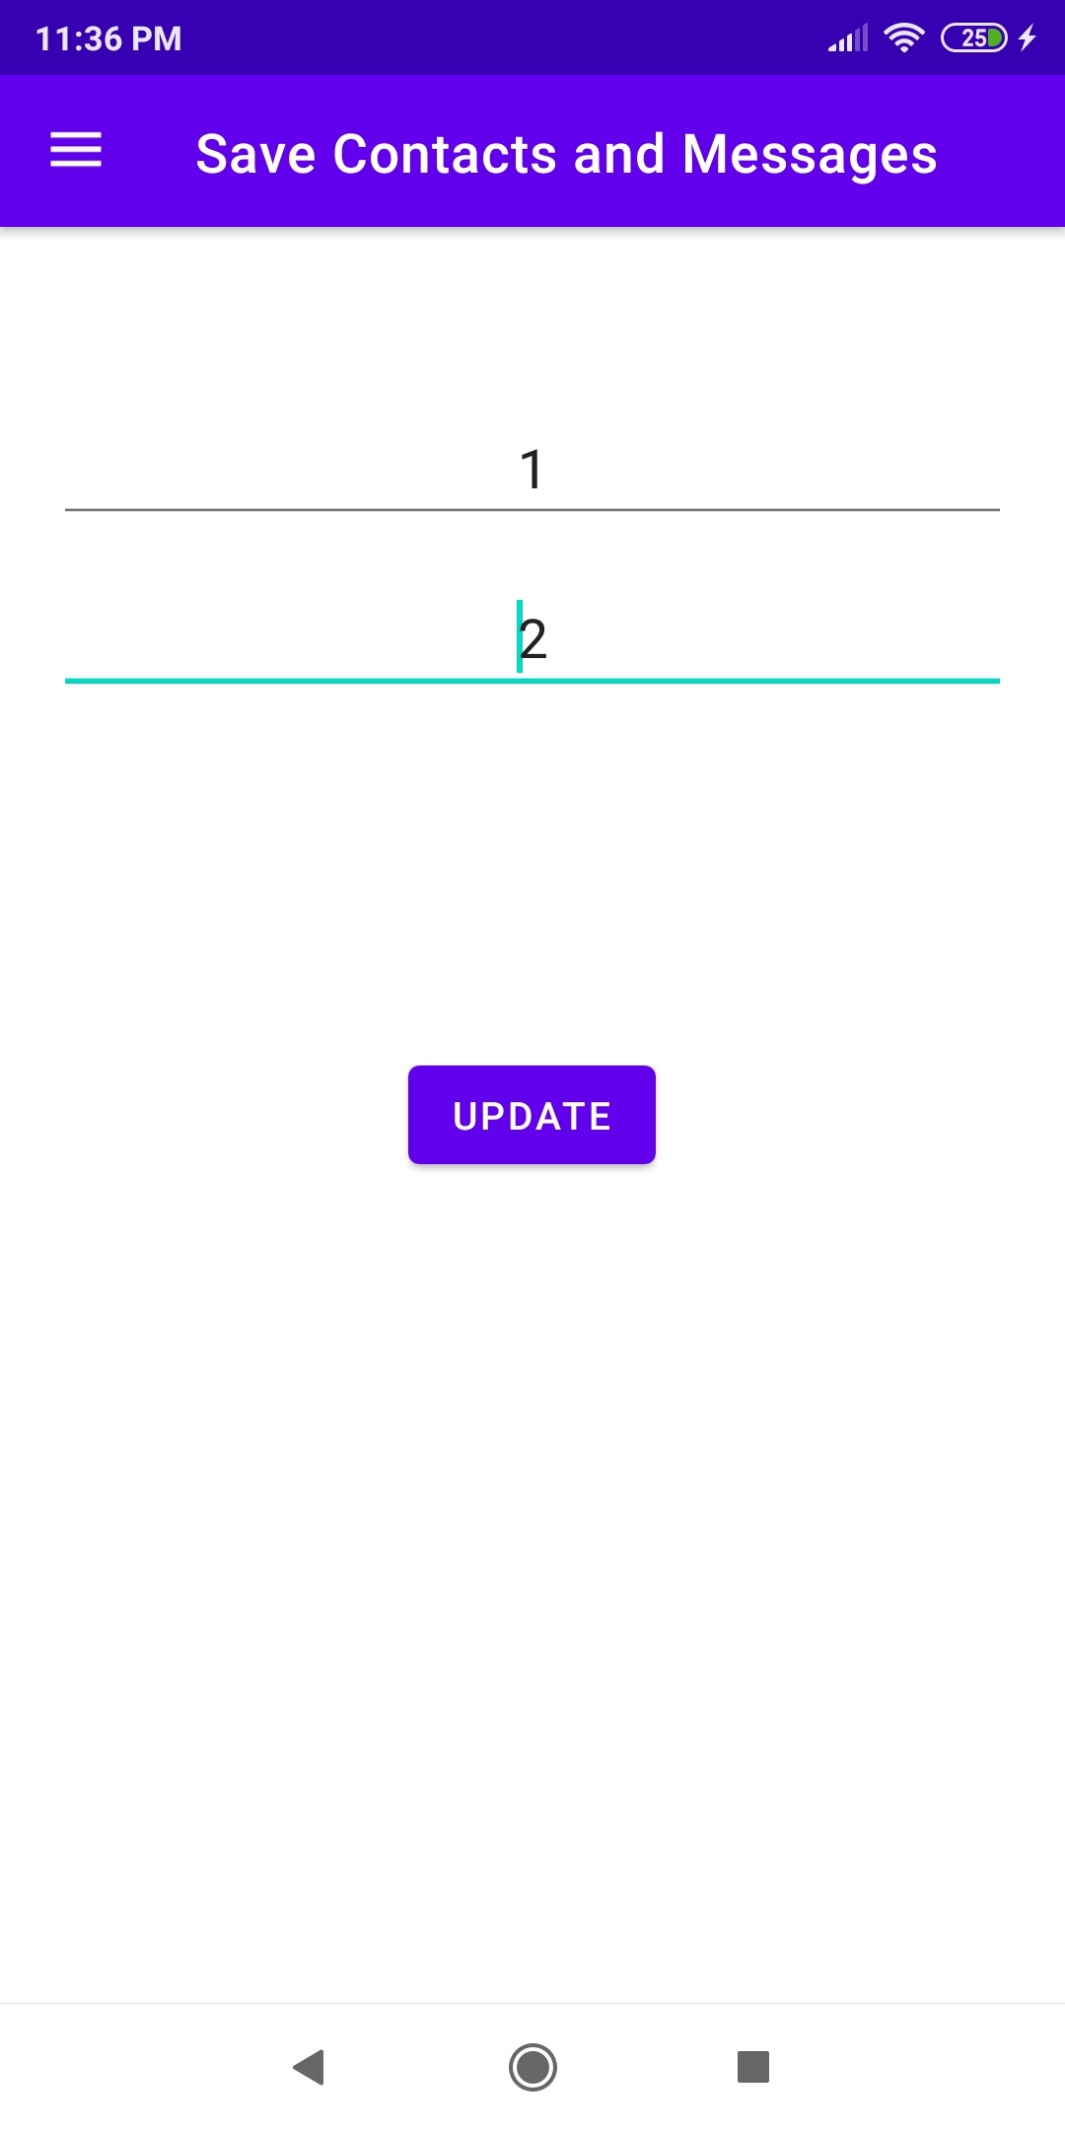 11:36 PM 25
Save Contacts and Messages
1
2
UPDATE